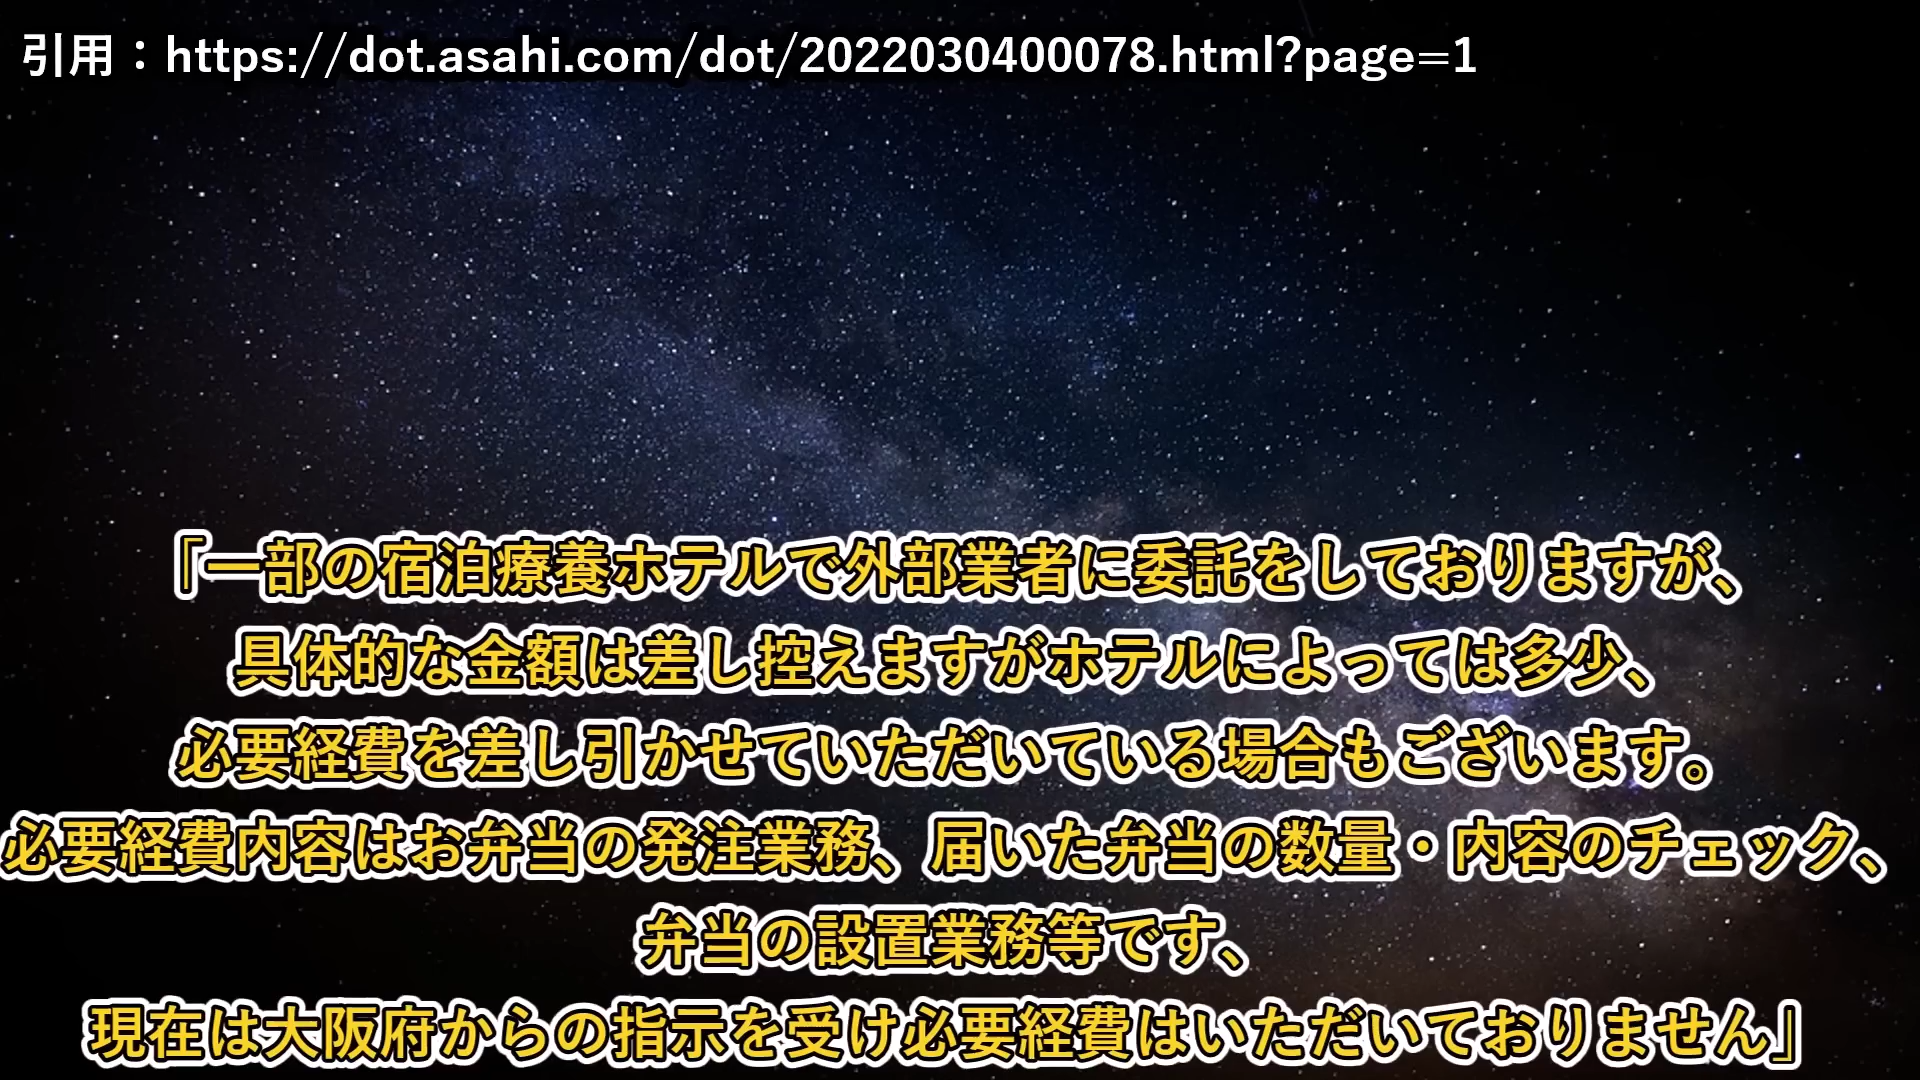 引用：https://dot.asahi.com/dot/2022030400078.html?page=1
「一部の宿泊療養ホテルで外部業者に委託をしておりますが、
具体的な金額は差し控えますがホテルによっては多少、
必要経費を差し引かせていただいている場合もございます。
必要経費内容はお弁当の発注業務、届いた弁当の数量・内容のチェック、
弁当の設置業務等です、
現在は大阪府からの指示を受け必要経費はいただいておりません」